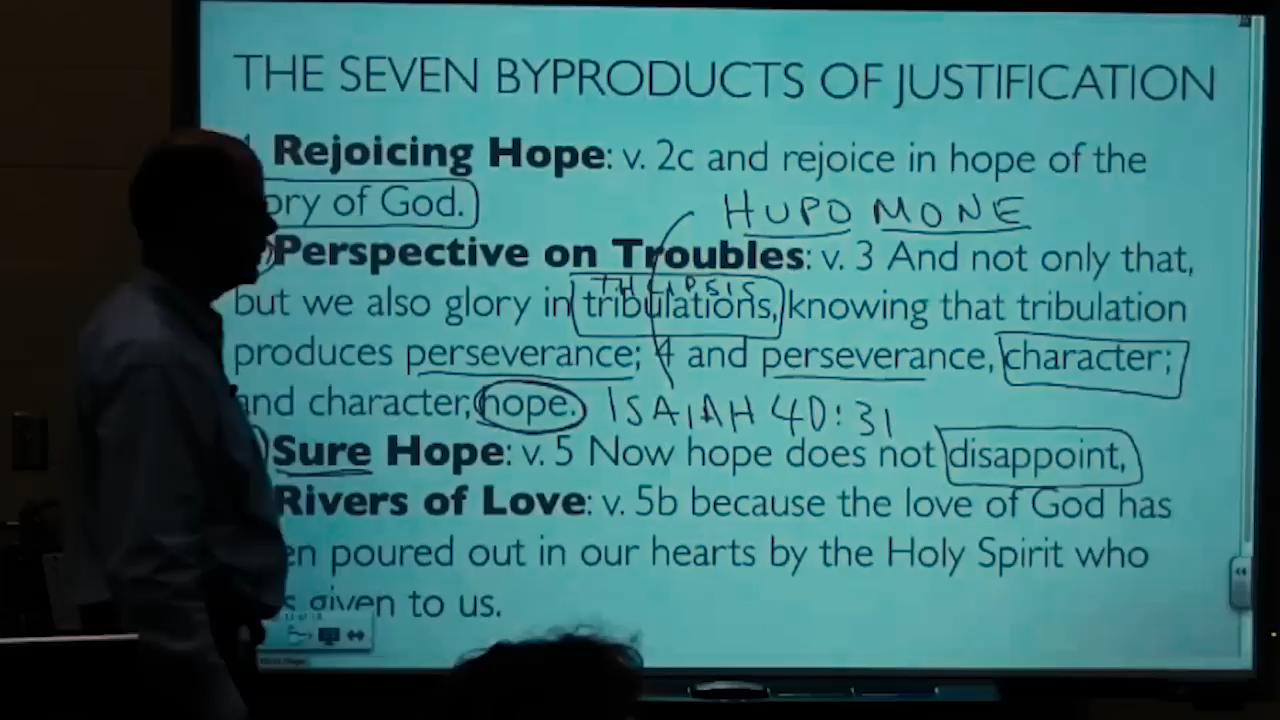 THE SEVEN BYPRODUCTS OF JUSTIFICATION
Rejoicing Hope: v. 2c and rejoice in hope of the
ory of God.
HUPO MONE
Perspective on Troubles: v. 3 And not only that,
THLIPSIS
but we also glory in tribulations, knowing that tribulation
produces perseverance; 4 and perseverance, character;
and character, hope. ISAIAH 40:31
Sure Hope: v. 5 Now hope does not disappoint,
Rivers of Love: v. 5b because the love of God has
en poured out in our hearts by the Holy Spirit who
s given to us.